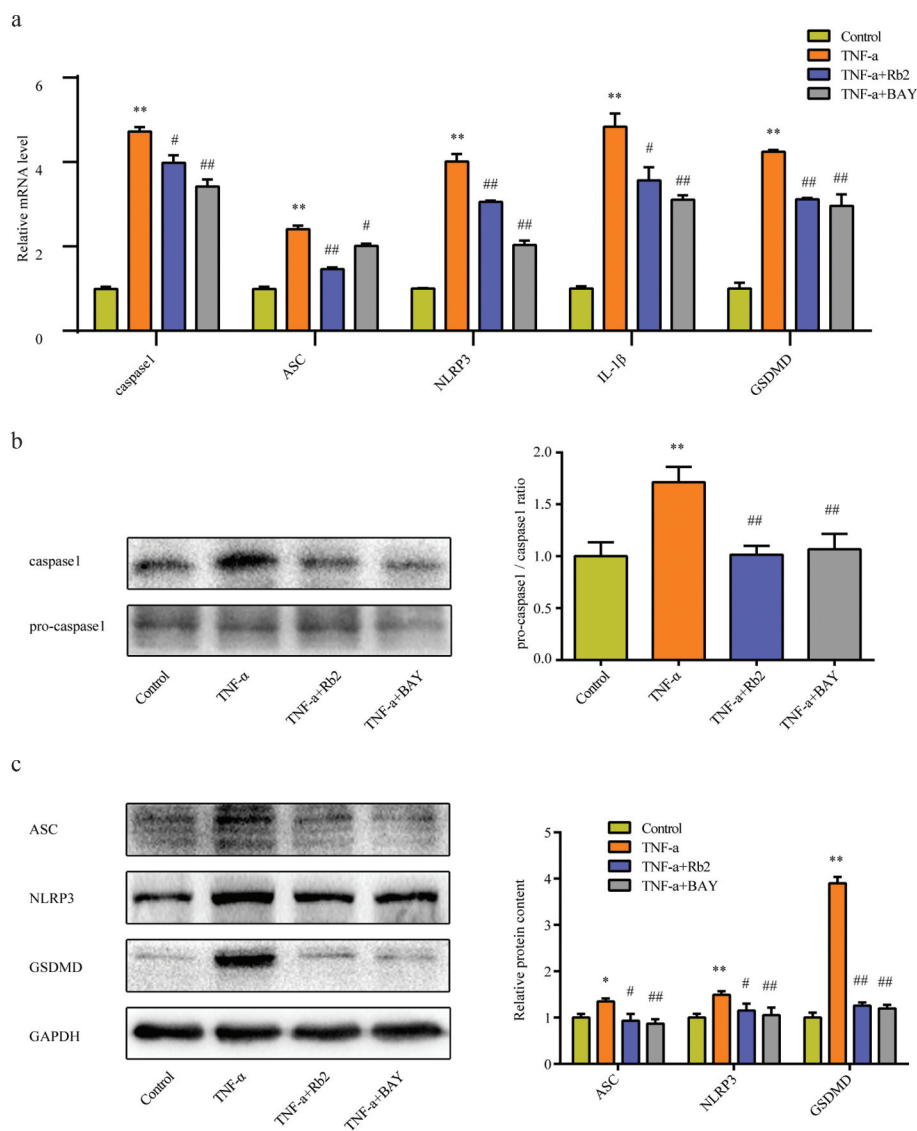 a
Control
TNF-a
TNF-a+Rb2
TNF-a+BAY
Relative mRNA level
6
4
2
0
** # ##
** ## #
** ## ##
** # ##
** ## ##
caspase1
ASC
NLRP3
IL-1β
GSDMD
b
caspase1
pro-caspase1
Control
TNF-α
TNF-a+Rb2
TNF-a+BAY
pro-caspase1 / caspase1 ratio
2.0
1.5
1.0
0.5
0.0
**
##
##
Control
TNF-α
TNF-a+Rb2
TNF-a+BAY
c
ASC
NLRP3
GSDMD
GAPDH
Control
TNF-α
TNF-a+Rb2
TNF-a+BAY
Control
TNF-a
TNF-a+Rb2
TNF-a+BAY
Relative protein content
5
4
2
1
0
* # ##
** # ##
** ## ##
ASC
NLRP3
GSDMD